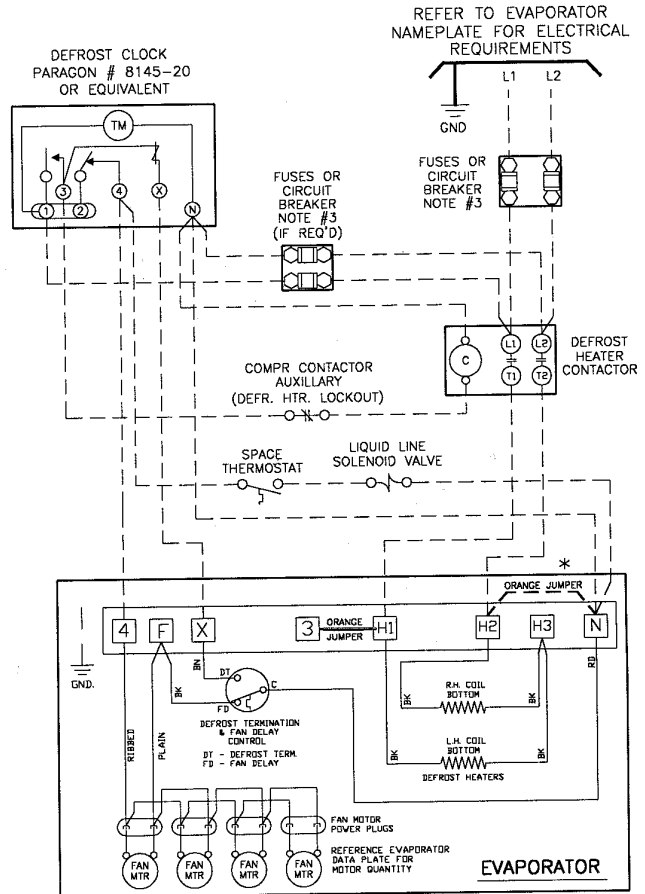 REFER TO EVAPORATOR
NAMEPLATE FOR ELECTRICAL
REQUIREMENTS
L1 L2
GND
DEFROST CLOCK
PARAGON # 8145-20
OR EQUIVALENT
TM
3 4 X
1 2 N
FUSES OR
CIRCUIT
BREAKER
NOTE #3
(IF REQ'D)
FUSES OR
CIRCUIT
BREAKER
NOTE #3
C
L1 L2
T1 T2
DEFROST
HEATER
CONTACTOR
COMPR CONTACTOR
AUXILLARY
(DEFR. HTR. LOCKOUT)
SPACE
THERMOSTAT
LIQUID LINE
SOLENOID VALVE
*
ORANGE JUMPER
4 F X 3 ORANGE JUMPER H1 H2 H3 N
GND.
BN
BK
DT
C
FD
DEFROST TERMINATION
& FAN DELAY
CONTROL
DT - DEFROST TERM.
FD - FAN DELAY
RIBBED
PLAIN
RD
R.H. COIL
BOTTOM
BK BK
L.H. COIL
BOTTOM
BK BK
DEFROST HEATERS
FAN MOTOR
POWER PLUGS
REFERENCE EVAPORATOR
DATA PLATE FOR
MOTOR QUANTITY
FAN MTR
FAN MTR
FAN MTR
FAN MTR
EVAPORATOR